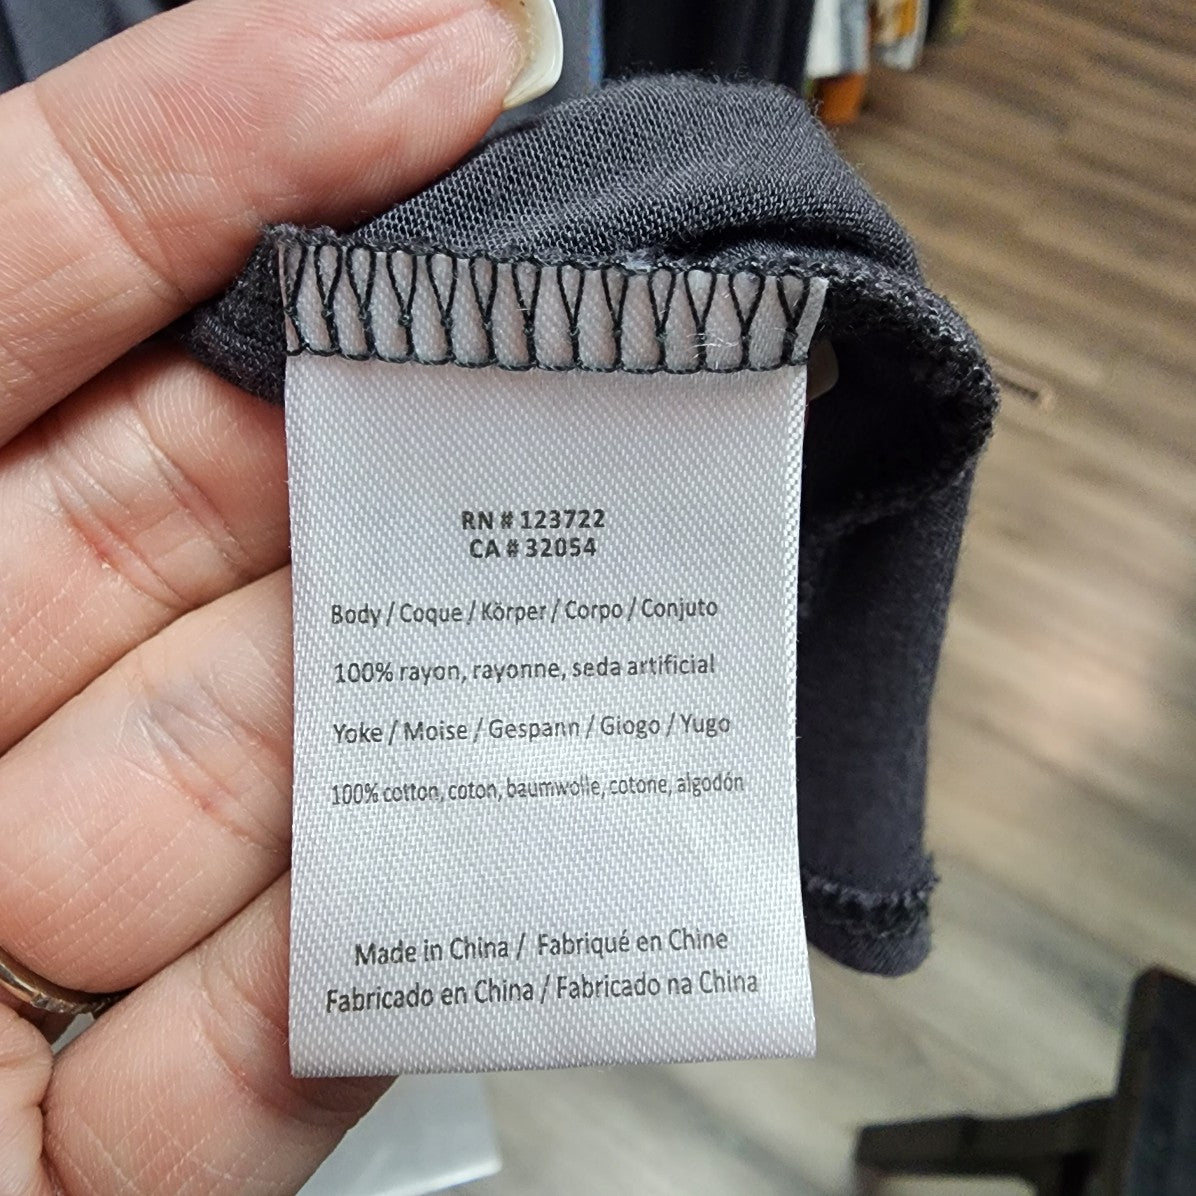 RN # 123722
CA # 32054
Body / Coque / Körper / Corpo / Conjuto
100% rayon, rayonne, seda artificial
Yoke / Moise / Gespann / Giogo / Yugo
100% cotton, coton, baumwolle, cotone, algodón
Made in China / Fabriqué en Chine
Fabricado en China / Fabricado na China